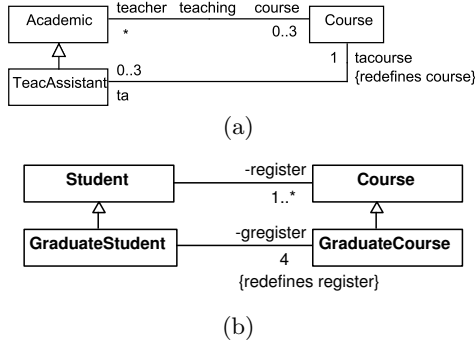 teacher teaching course
Academic Course
* 0..3
1 tacourse
0..3 {redefines course}
TeacAssistant
ta
(a)
-register
Student Course
1..*
-gregister
GraduateStudent GraduateCourse
4
{redefines register}
(b)